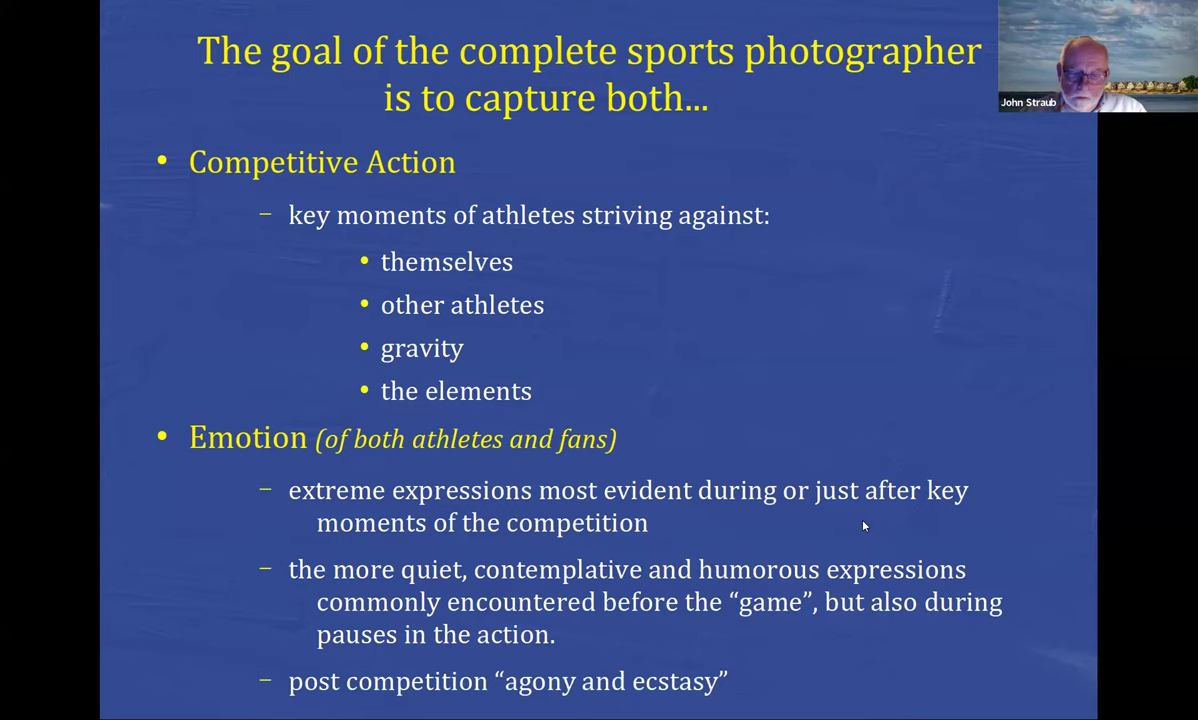 The goal of the complete sports photographer
is to capture both...
John Straub
• Competitive Action
– key moments of athletes striving against:
• themselves
• other athletes
• gravity
• the elements
• Emotion (of both athletes and fans)
– extreme expressions most evident during or just after key
moments of the competition
– the more quiet, contemplative and humorous expressions
commonly encountered before the “game”, but also during
pauses in the action.
– post competition “agony and ecstasy”